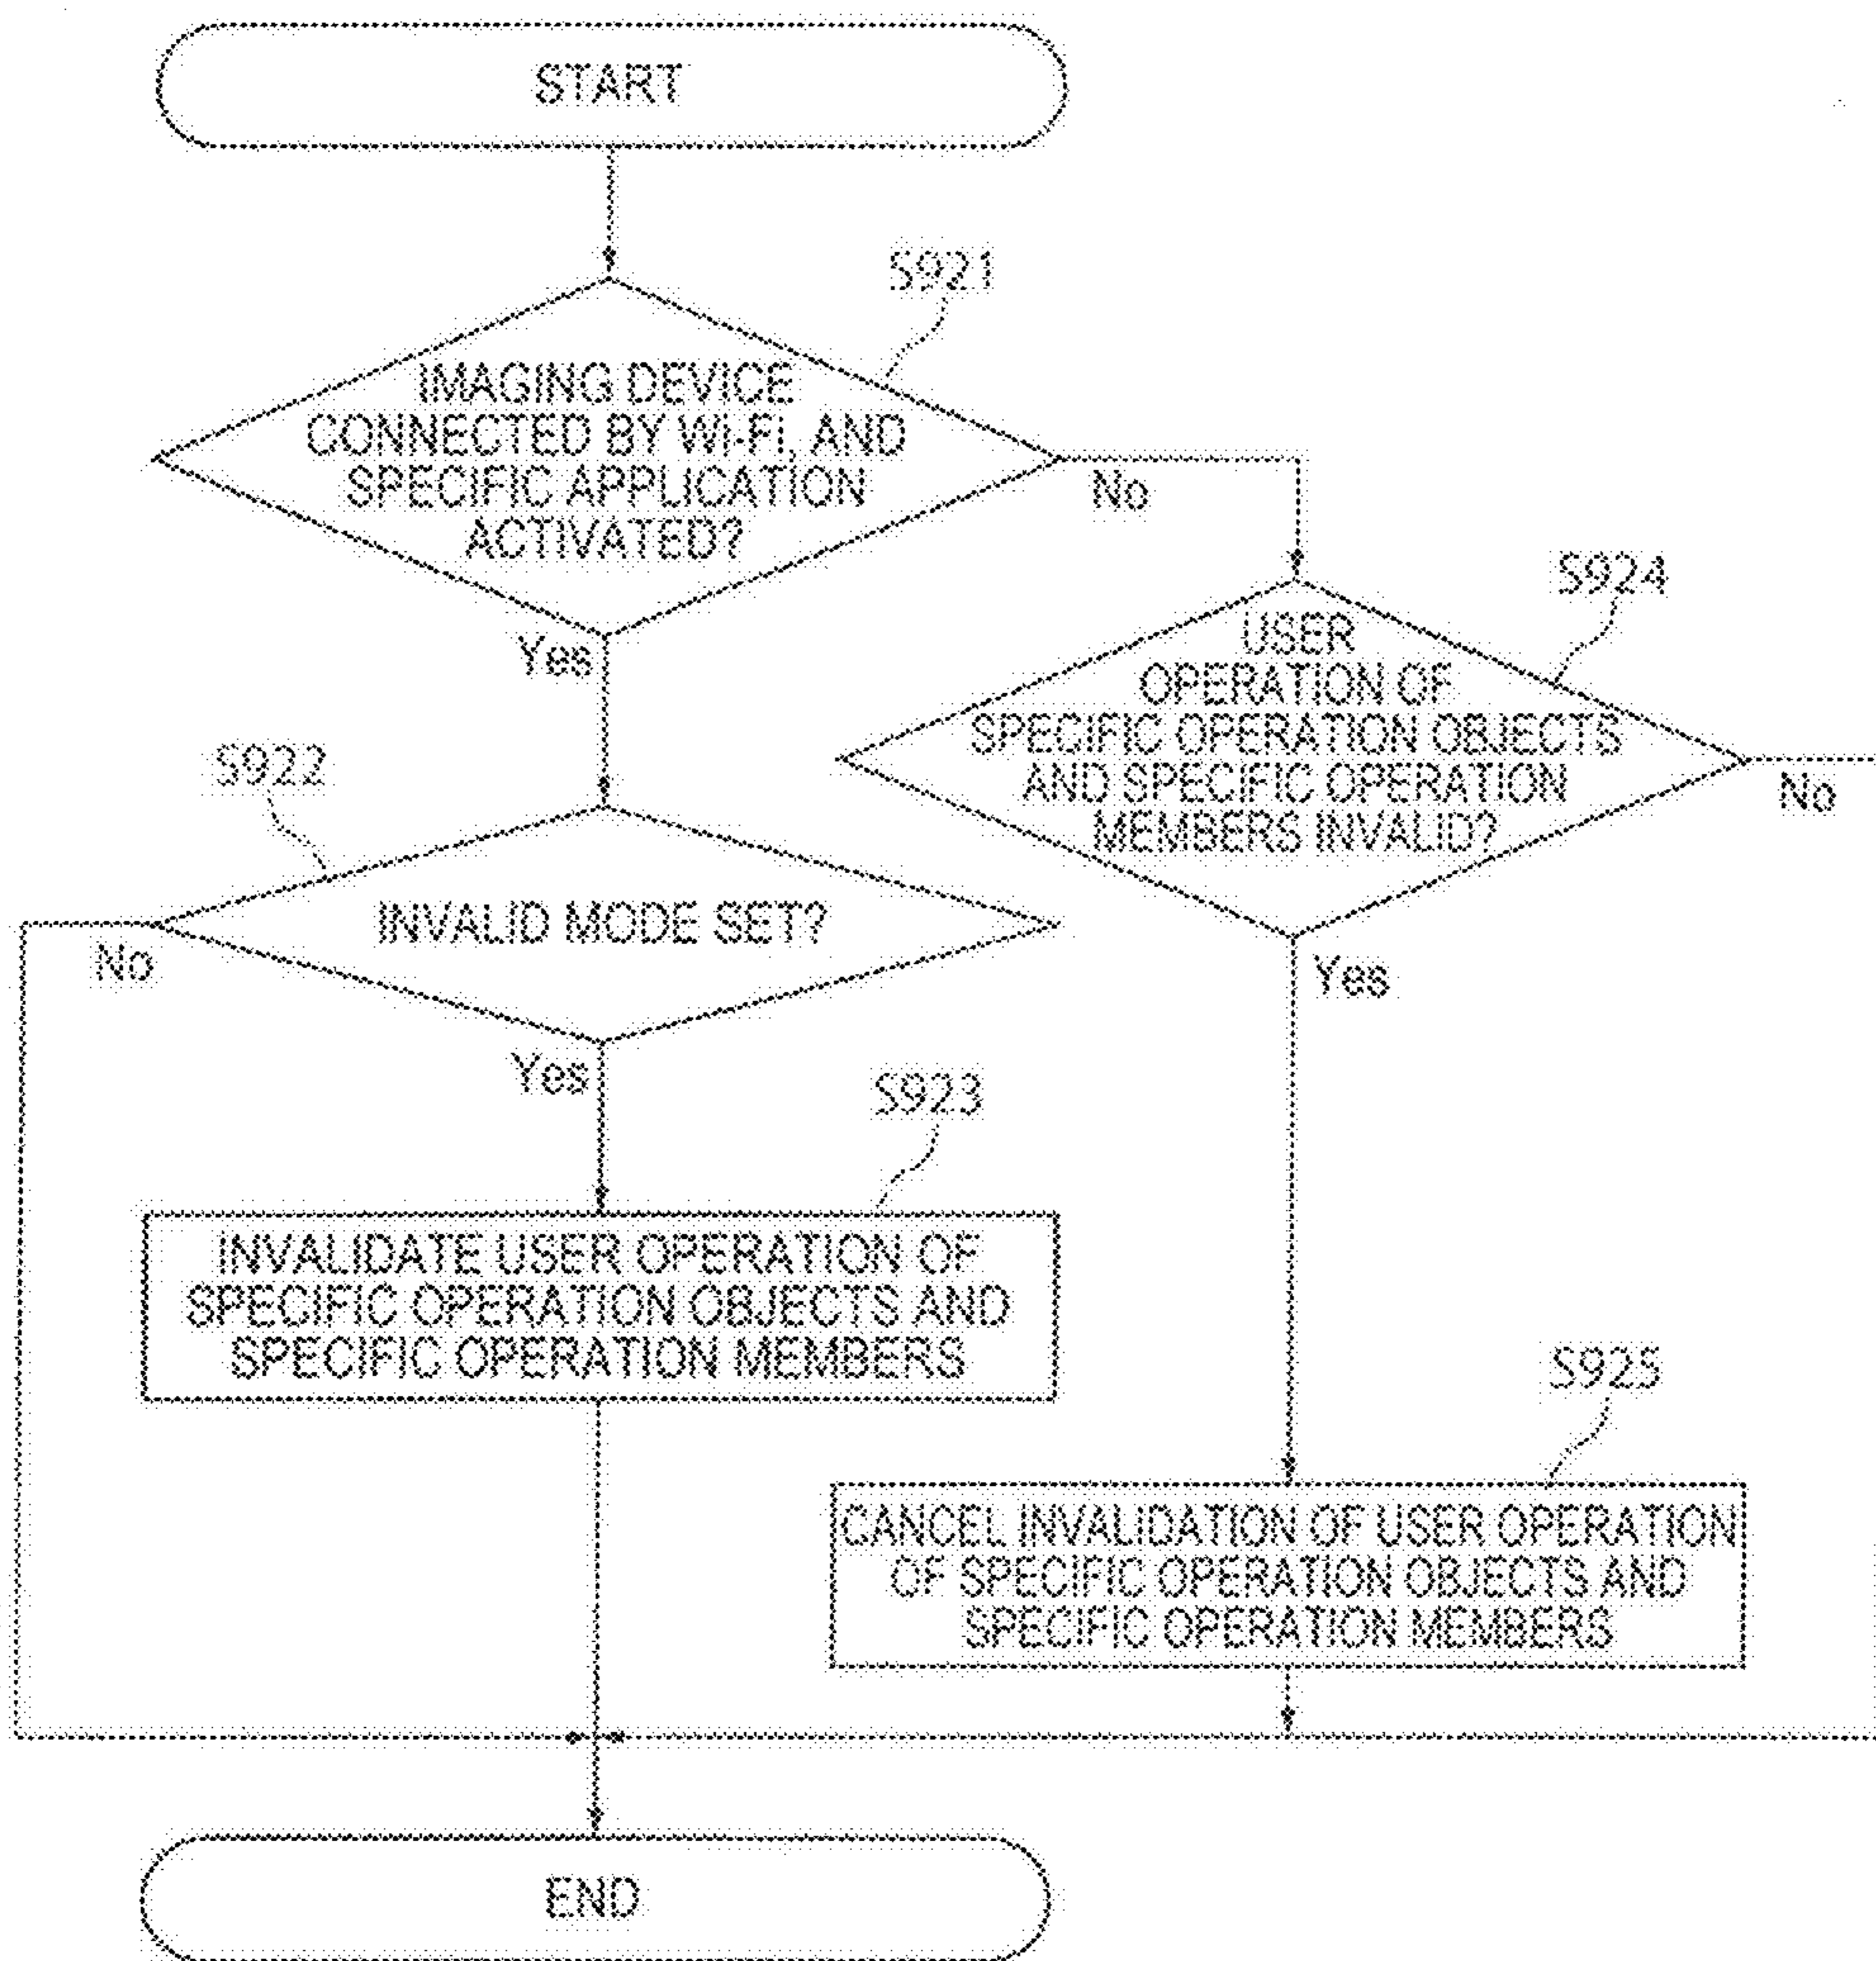 START
S921
IMAGING DEVICE
CONNECTED BY WI-FI, AND
SPECIFIC APPLICATION
ACTIVATED?
No
Yes
S924
USER
OPERATION OF
SPECIFIC OPERATION OBJECTS
AND SPECIFIC OPERATION
MEMBERS INVALID?
No
Yes
S922
INVALID MODE SET?
No
Yes
S923
INVALIDATE USER OPERATION OF
SPECIFIC OPERATION OBJECTS AND
SPECIFIC OPERATION MEMBERS
S925
CANCEL INVALIDATION OF USER OPERATION
OF SPECIFIC OPERATION OBJECTS AND
SPECIFIC OPERATION MEMBERS
END